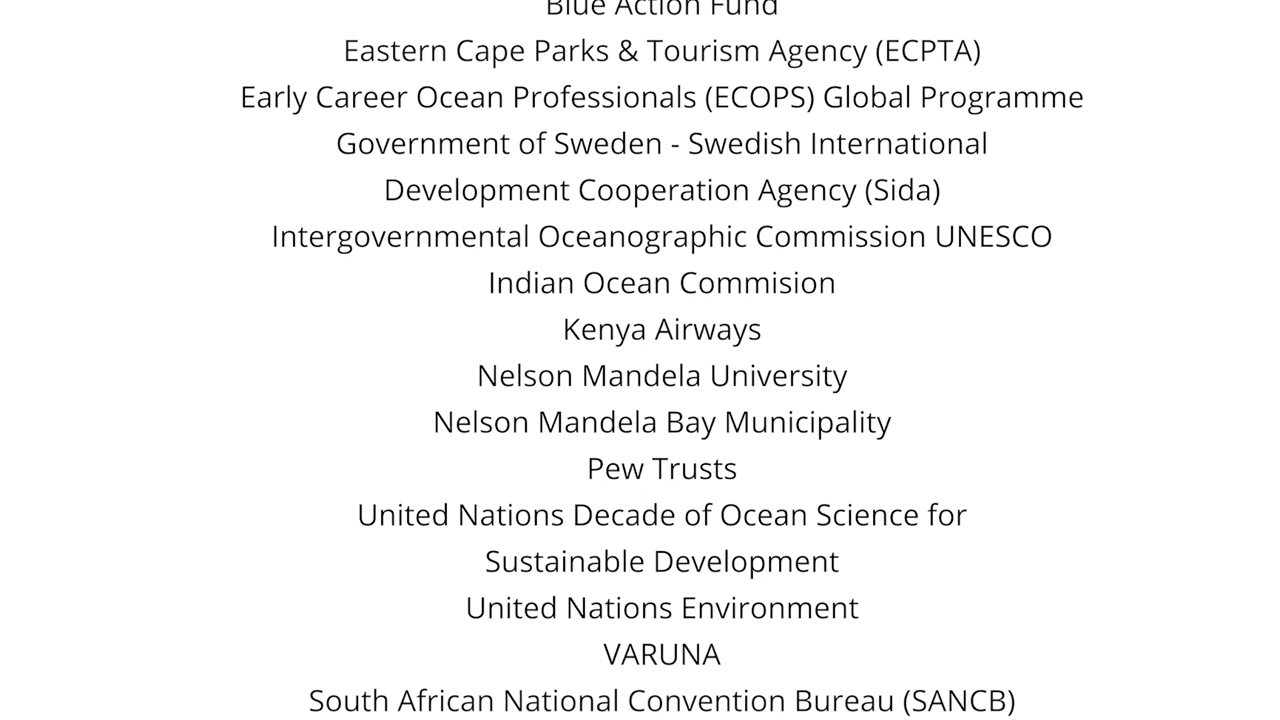 Blue Action Fund
Eastern Cape Parks & Tourism Agency (ECPTA)
Early Career Ocean Professionals (ECOPS) Global Programme
Government of Sweden - Swedish International
Development Cooperation Agency (Sida)
Intergovernmental Oceanographic Commission UNESCO
Indian Ocean Commision
Kenya Airways
Nelson Mandela University
Nelson Mandela Bay Municipality
Pew Trusts
United Nations Decade of Ocean Science for
Sustainable Development
United Nations Environment
VARUNA
South African National Convention Bureau (SANCB)